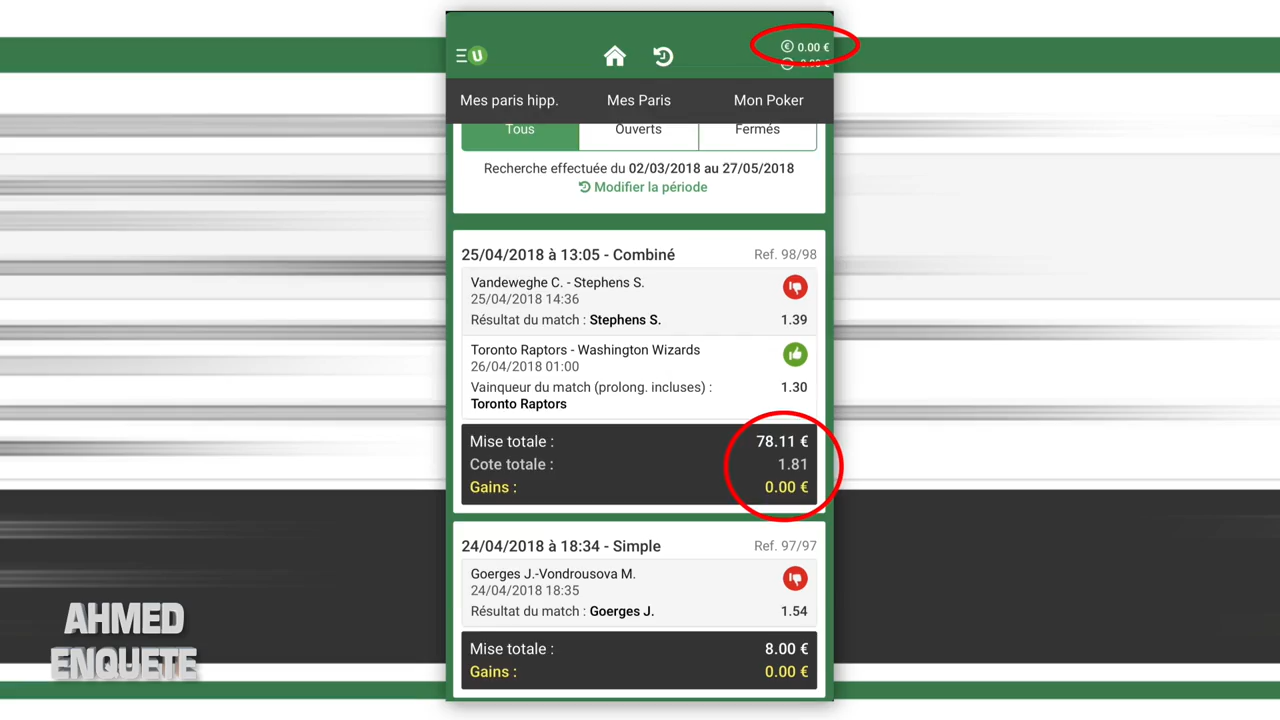 0.00 €
0.00 €
Mes paris hipp. Mes Paris Mon Poker
Tous Ouverts Fermés
Recherche effectuée du 02/03/2018 au 27/05/2018
Modifier la période
25/04/2018 à 13:05 - Combiné Ref. 98/98
Vandeweghe C. - Stephens S.
25/04/2018 14:36
Résultat du match : Stephens S. 1.39
Toronto Raptors - Washington Wizards
26/04/2018 01:00
Vainqueur du match (prolong. incluses) : 1.30
Toronto Raptors
Mise totale : 78.11 €
Cote totale : 1.81
Gains : 0.00 €
24/04/2018 à 18:34 - Simple Ref. 97/97
Goerges J.-Vondrousova M.
24/04/2018 18:35
Résultat du match : Goerges J. 1.54
Mise totale : 8.00 €
Gains : 0.00 €
AHMED
ENQUETE